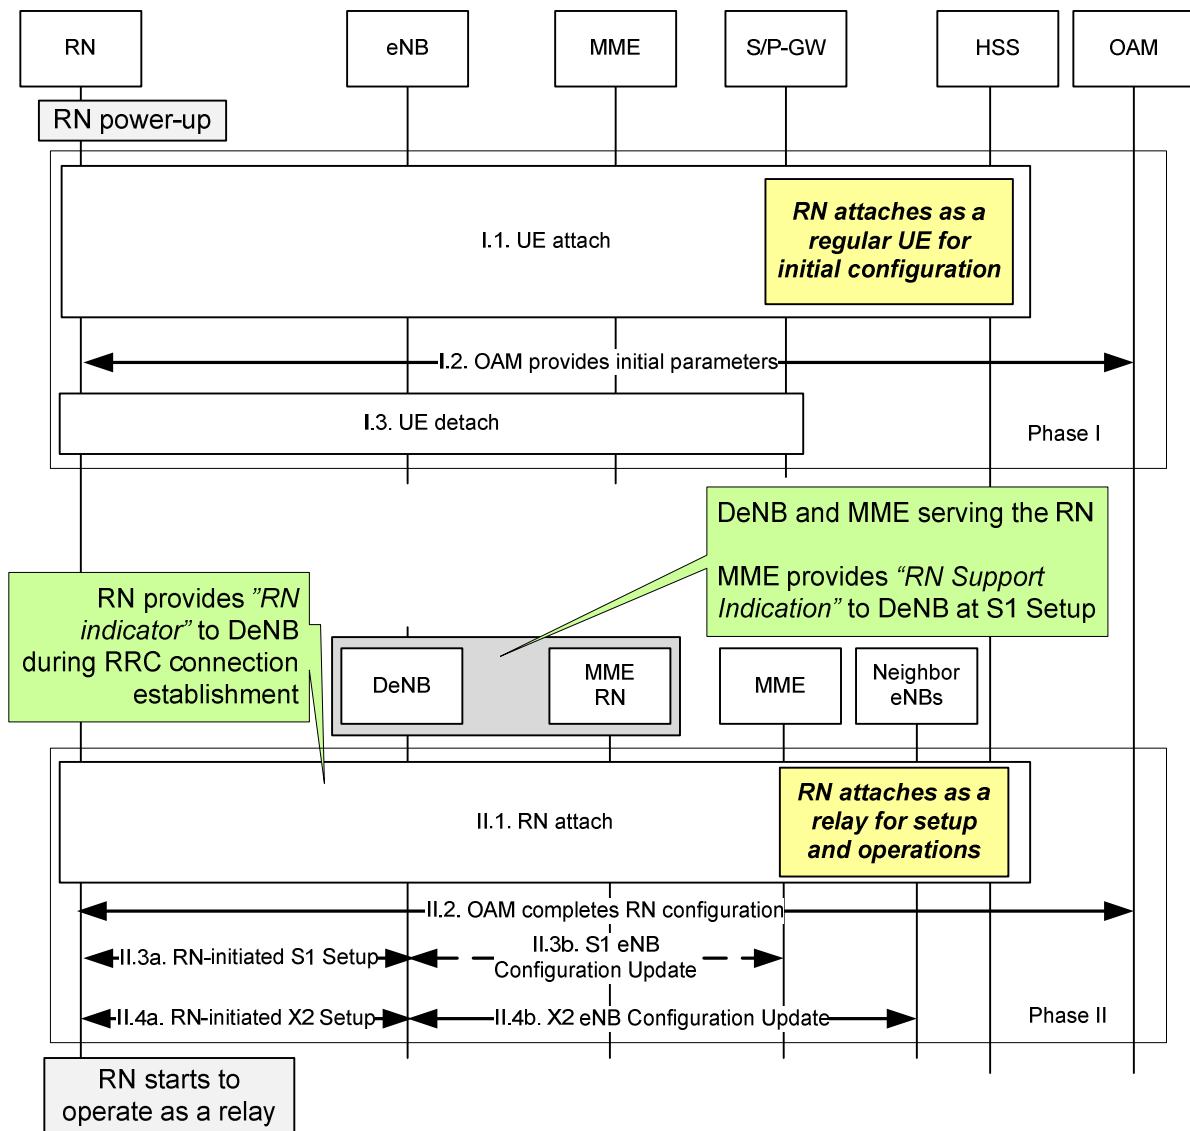 RN
eNB
MME
S/P-GW
HSS
OAM
RN power-up
I.1. UE attach
RN attaches as a
regular UE for
initial configuration
I.2. OAM provides initial parameters
I.3. UE detach
Phase I
DeNB and MME serving the RN
MME provides “RN Support
Indication” to DeNB at S1 Setup
RN provides ”RN
indicator” to DeNB
during RRC connection
establishment
DeNB
MME
RN
MME
Neighbor
eNBs
II.1. RN attach
RN attaches as a
relay for setup
and operations
II.2. OAM completes RN configuration
II.3a. RN-initiated S1 Setup
II.3b. S1 eNB
Configuration Update
II.4a. RN-initiated X2 Setup
II.4b. X2 eNB Configuration Update
Phase II
RN starts to
operate as a relay